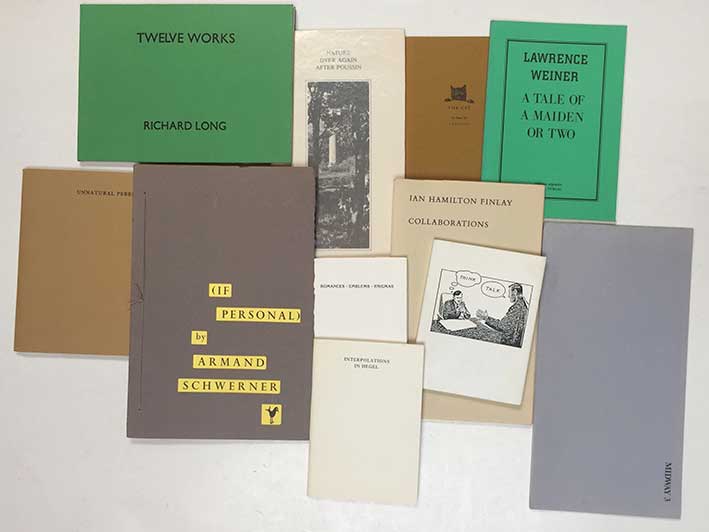 TWELVE WORKS
RICHARD LONG
NATURE
OVER AGAIN
AFTER POUSSIN
THE CAT
LAWRENCE
WEINER
A TALE OF
A MAIDEN
OR TWO
UNNATURAL
(IF
PERSONAL)
by
ARMAND
SCHWERNER
ROMANCES · EMBLEMS · ENIGMAS
INTERPOLATIONS
IN HEGEL
IAN HAMILTON FINLAY
COLLABORATIONS
THINK
TALK
MIDWAY 3